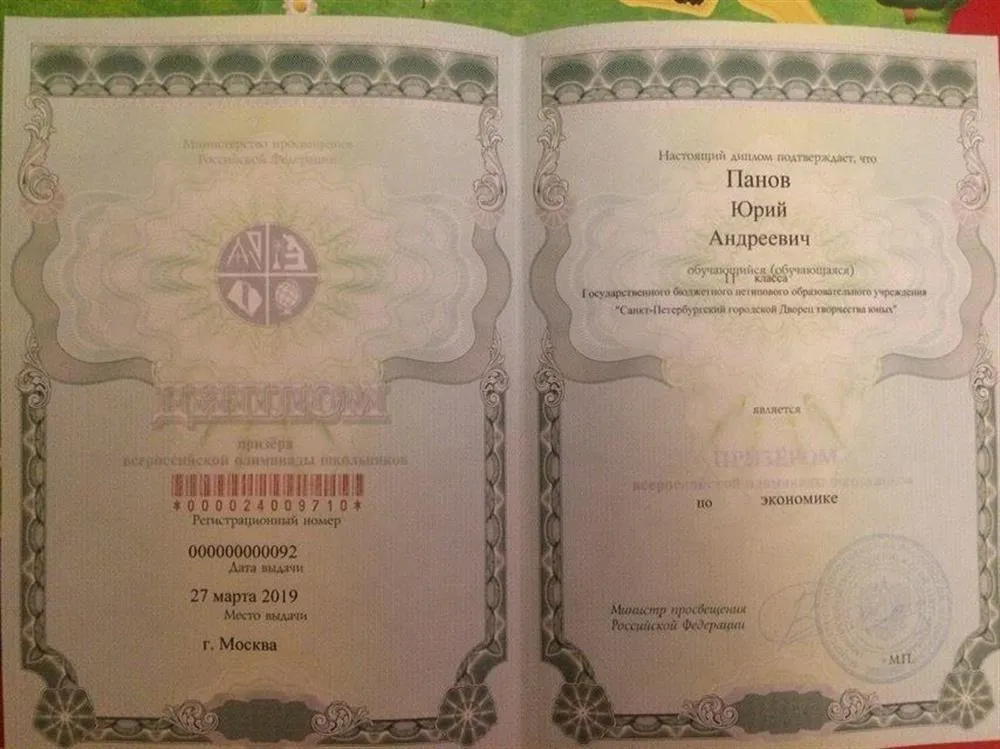 Министерство просвещения
Российской Федерации
ДИПЛОМ
призёра
всероссийской олимпиады школьников
*000024009710*
Регистрационный номер
000000000092
Дата выдачи
27 марта 2019
Место выдачи
г. Москва
Настоящий диплом подтверждает, что
Панов
Юрий
Андреевич
обучающийся (обучающаяся)
11 класса
Государственного бюджетного нетипового образовательного учреждения
"Санкт-Петербургский городской Дворец творчества юных"
является
ПРИЗЁРОМ
всероссийской олимпиады школьников
по экономике
Министр просвещения
Российской Федерации
М.П.